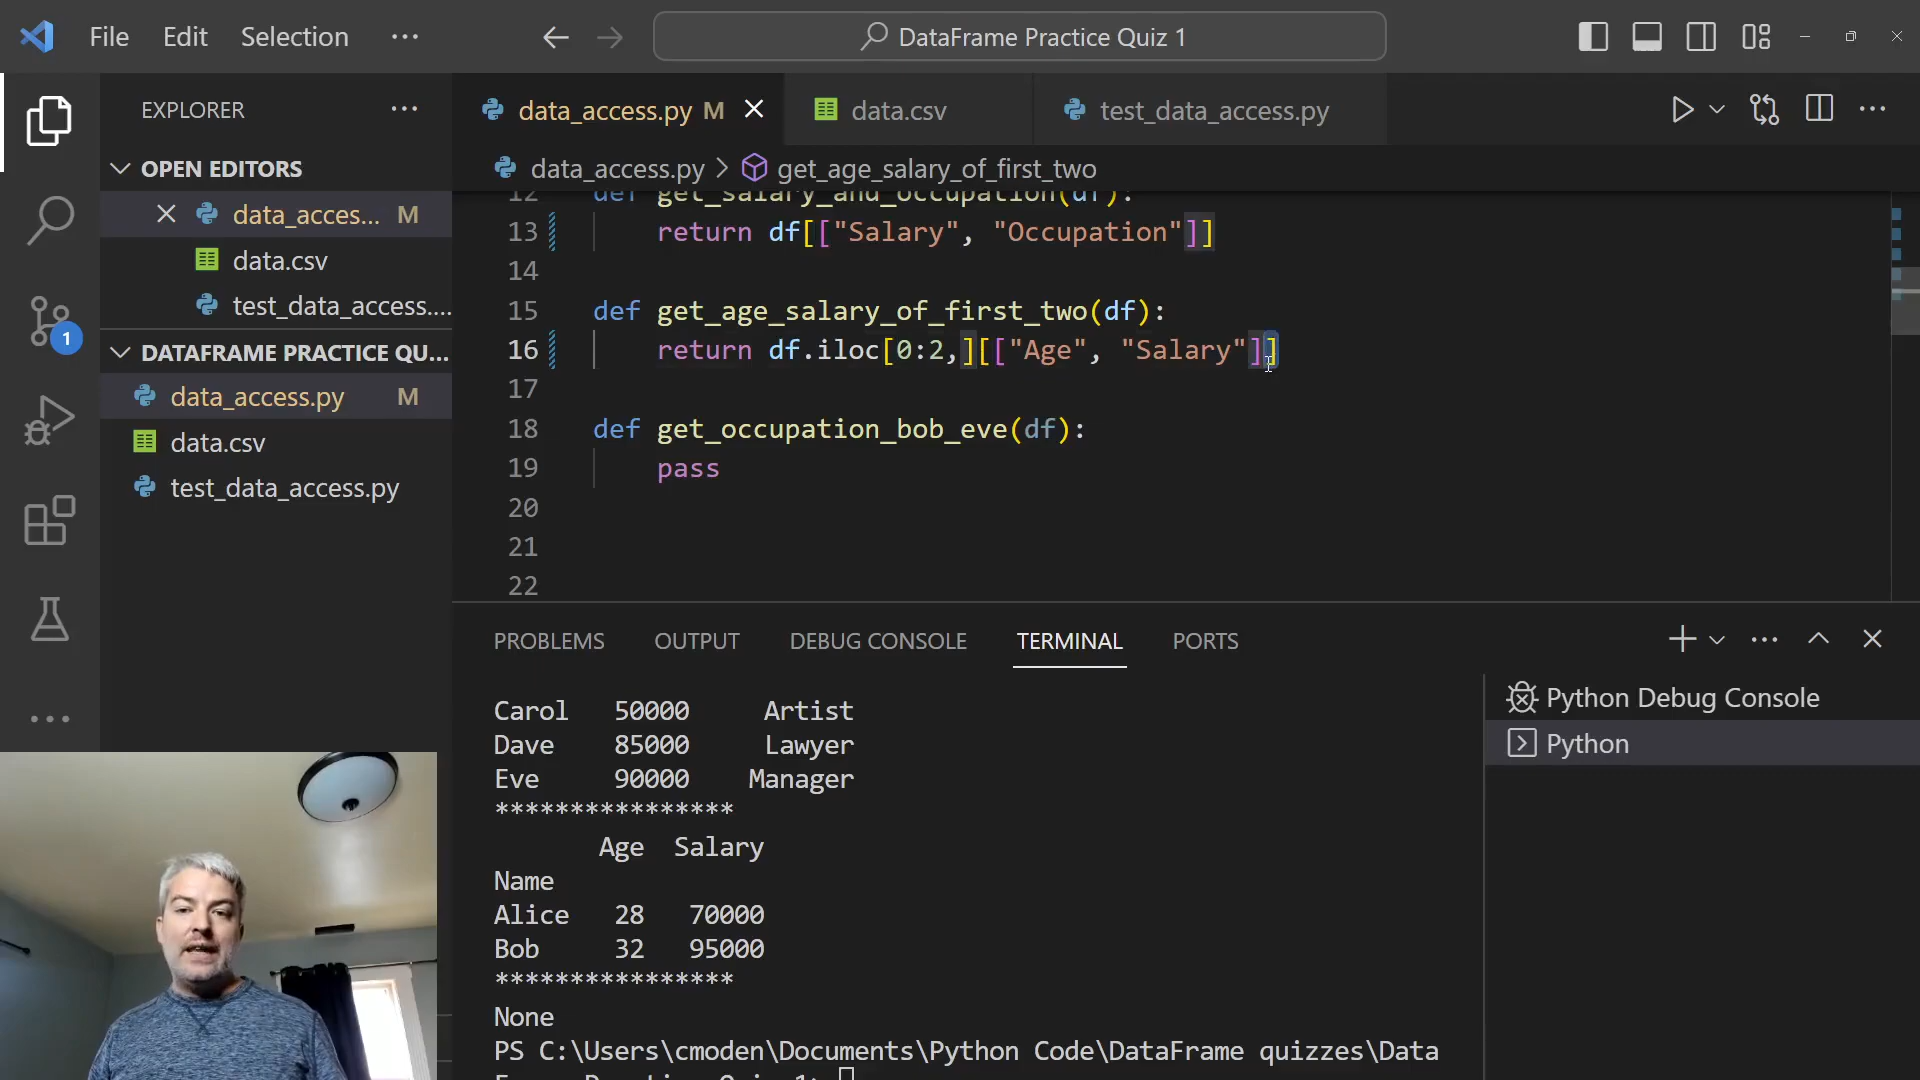 File Edit Selection ··· DataFrame Practice Quiz 1
EXPLORER ···
data_access.py M
data.csv
test_data_access.py
OPEN EDITORS
data_access.py > get_age_salary_of_first_two
data_acces... M
data.csv
test_data_access....
DATAFRAME PRACTICE QU...
data_access.py M
data.csv
test_data_access.py
12 def get_salary_and_occupation(df):
13 return df[["Salary", "Occupation"]]
14
15 def get_age_salary_of_first_two(df):
16 return df.iloc[0:2,][["Age", "Salary"]]
17
18 def get_occupation_bob_eve(df):
19 pass
20
21
22
1
PROBLEMS OUTPUT DEBUG CONSOLE TERMINAL PORTS
Carol 50000 Artist
Dave 85000 Lawyer
Eve 90000 Manager
****************
Age Salary
Name
Alice 28 70000
Bob 32 95000
****************
None
PS C:\Users\cmoden\Documents\Python Code\DataFrame quizzes\Data
Python Debug Console
Python